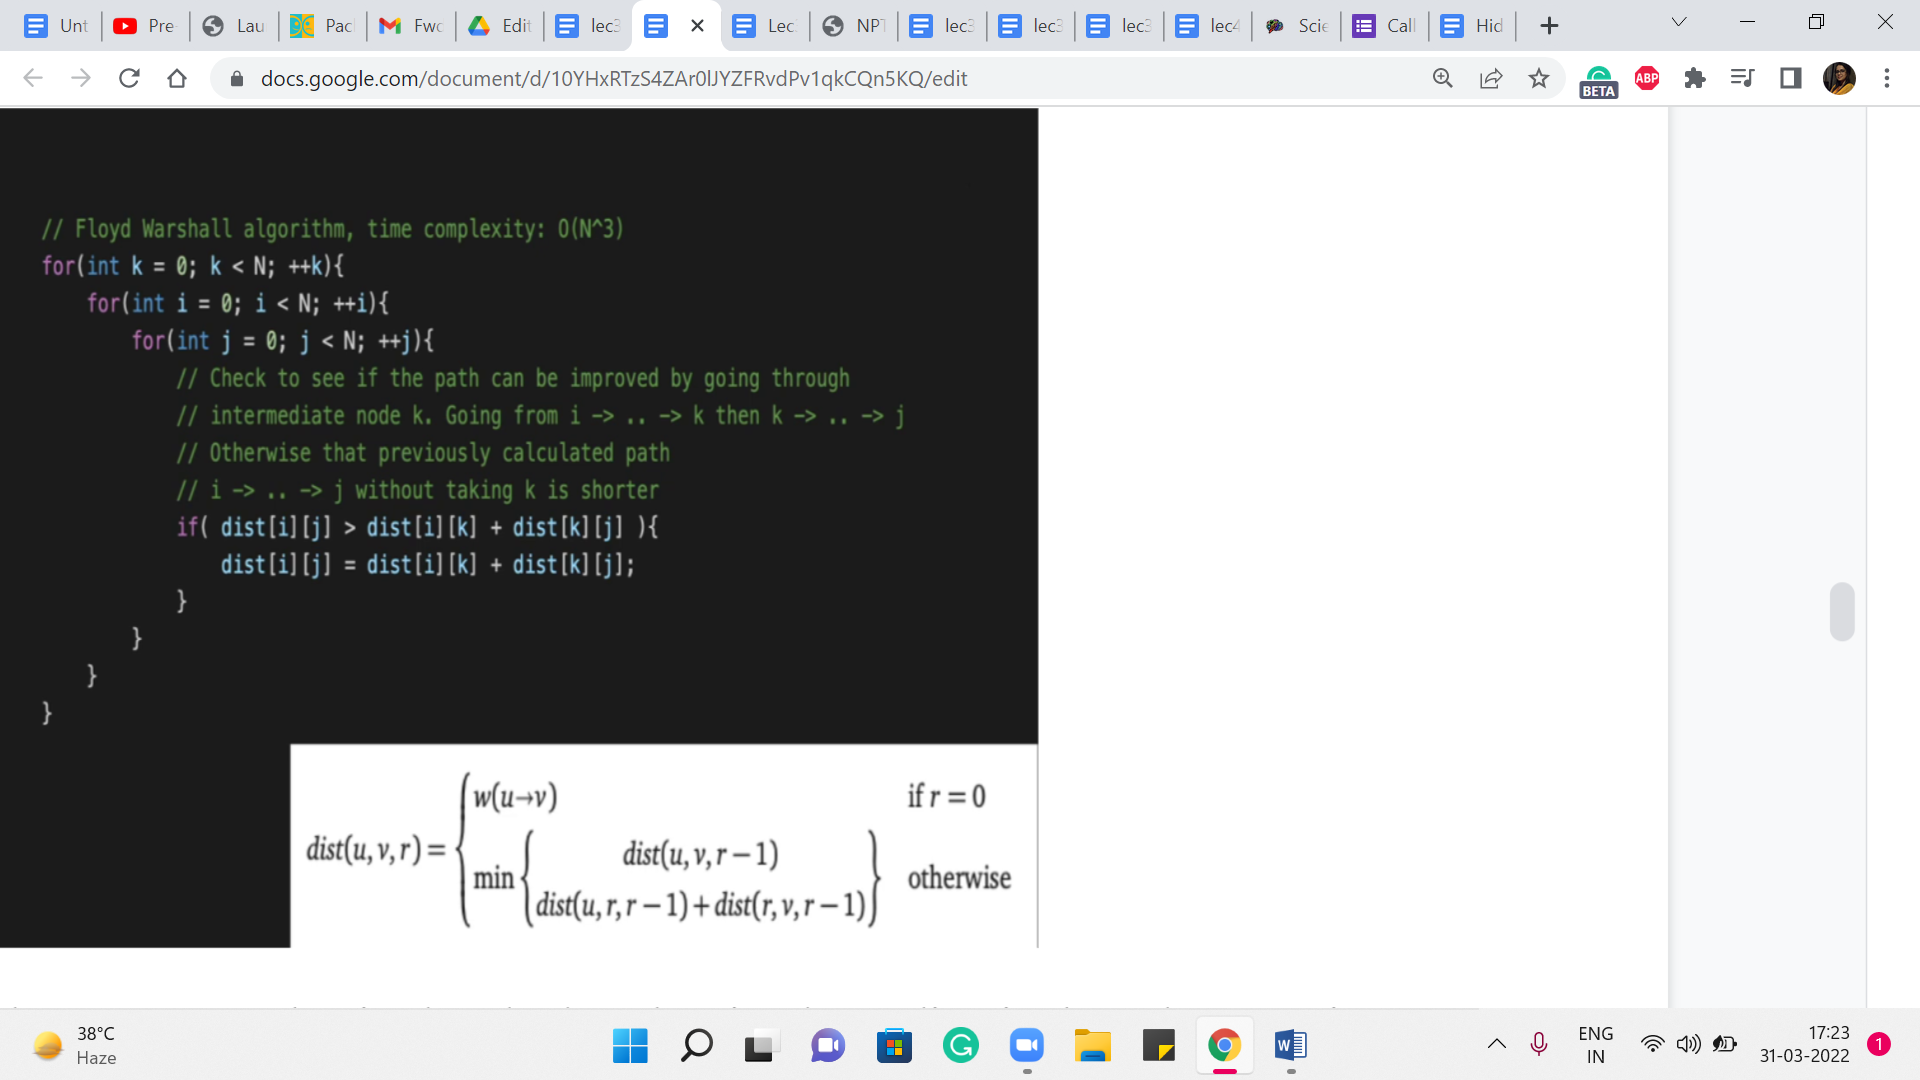 Unt
Pre
Lau
Pac
Fwd
Edit
lec3
Lec
NPT
lec3
lec3
lec3
lec4
Scie
Call
Hid
docs.google.com/document/d/10YHxRTzS4ZAr0lJYZFRvdPv1qkCQn5KQ/edit
BETA
ABP
// Floyd Warshall algorithm, time complexity: O(N^3)
for(int k = 0; k < N; ++k){
for(int i = 0; i < N; ++i){
for(int j = 0; j < N; ++j){
// Check to see if the path can be improved by going through
// intermediate node k. Going from i -> .. -> k then k -> .. -> j
// Otherwise that previously calculated path
// i -> .. -> j without taking k is shorter
if( dist[i][j] > dist[i][k] + dist[k][j] ){
dist[i][j] = dist[i][k] + dist[k][j];
}
}
}
}
w(u→v) if r = 0
dist(u, v, r) =
dist(u, v, r − 1)
min { } otherwise
dist(u, r, r − 1) + dist(r, v, r − 1)
38°C
Haze
ENG
IN
17:23
31-03-2022
1